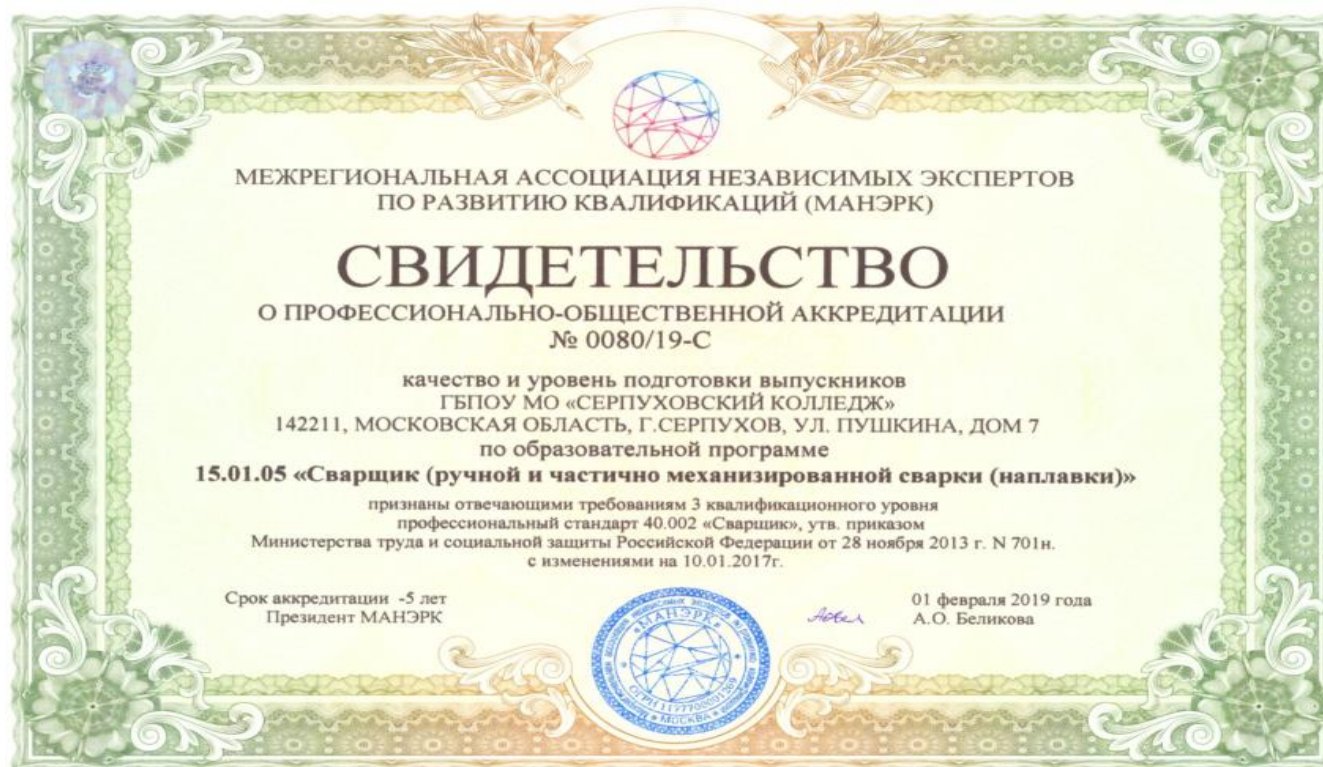 МЕЖРЕГИОНАЛЬНАЯ АССОЦИАЦИЯ НЕЗАВИСИМЫХ ЭКСПЕРТОВ
ПО РАЗВИТИЮ КВАЛИФИКАЦИЙ (МАНЭРК)
СВИДЕТЕЛЬСТВО
О ПРОФЕССИОНАЛЬНО-ОБЩЕСТВЕННОЙ АККРЕДИТАЦИИ
№ 0080/19-С
качество и уровень подготовки выпускников
ГБПОУ МО «СЕРПУХОВСКИЙ КОЛЛЕДЖ»
142211, МОСКОВСКАЯ ОБЛАСТЬ, Г.СЕРПУХОВ, УЛ. ПУШКИНА, ДОМ 7
по образовательной программе
15.01.05 «Сварщик (ручной и частично механизированной сварки (наплавки)»
признаны отвечающими требованиям 3 квалификационного уровня
профессиональный стандарт 40.002 «Сварщик», утв. приказом
Министерства труда и социальной защиты Российской Федерации от 28 ноября 2013 г. N 701н.
с изменениями на 10.01.2017г.
Срок аккредитации -5 лет
Президент МАНЭРК
МАНЭРК
МОСКВА
01 февраля 2019 года
А.О. Беликова